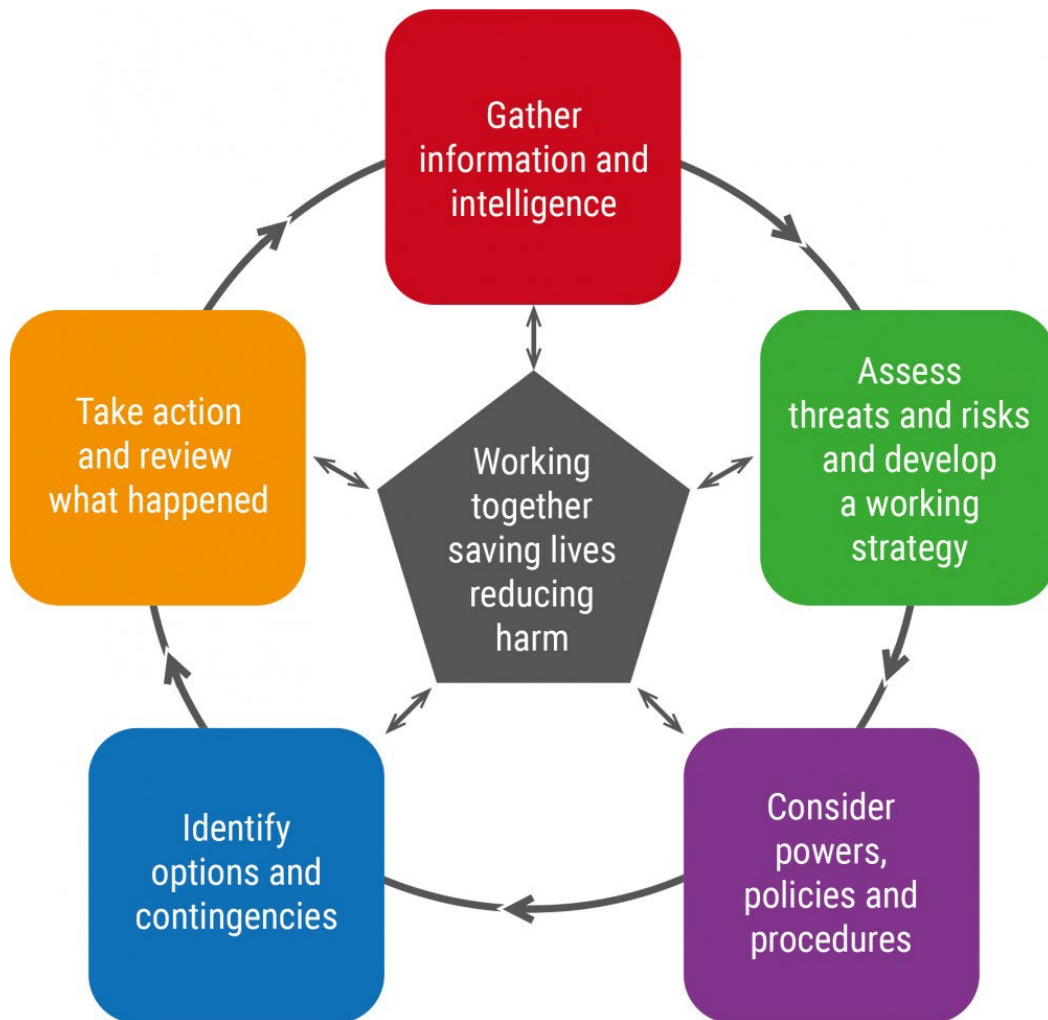 Gather
information and
intelligence
Assess
threats and risks
and develop
a working
strategy
Consider
powers,
policies and
procedures
Identify
options and
contingencies
Take action
and review
what happened
Working
together
saving lives
reducing
harm